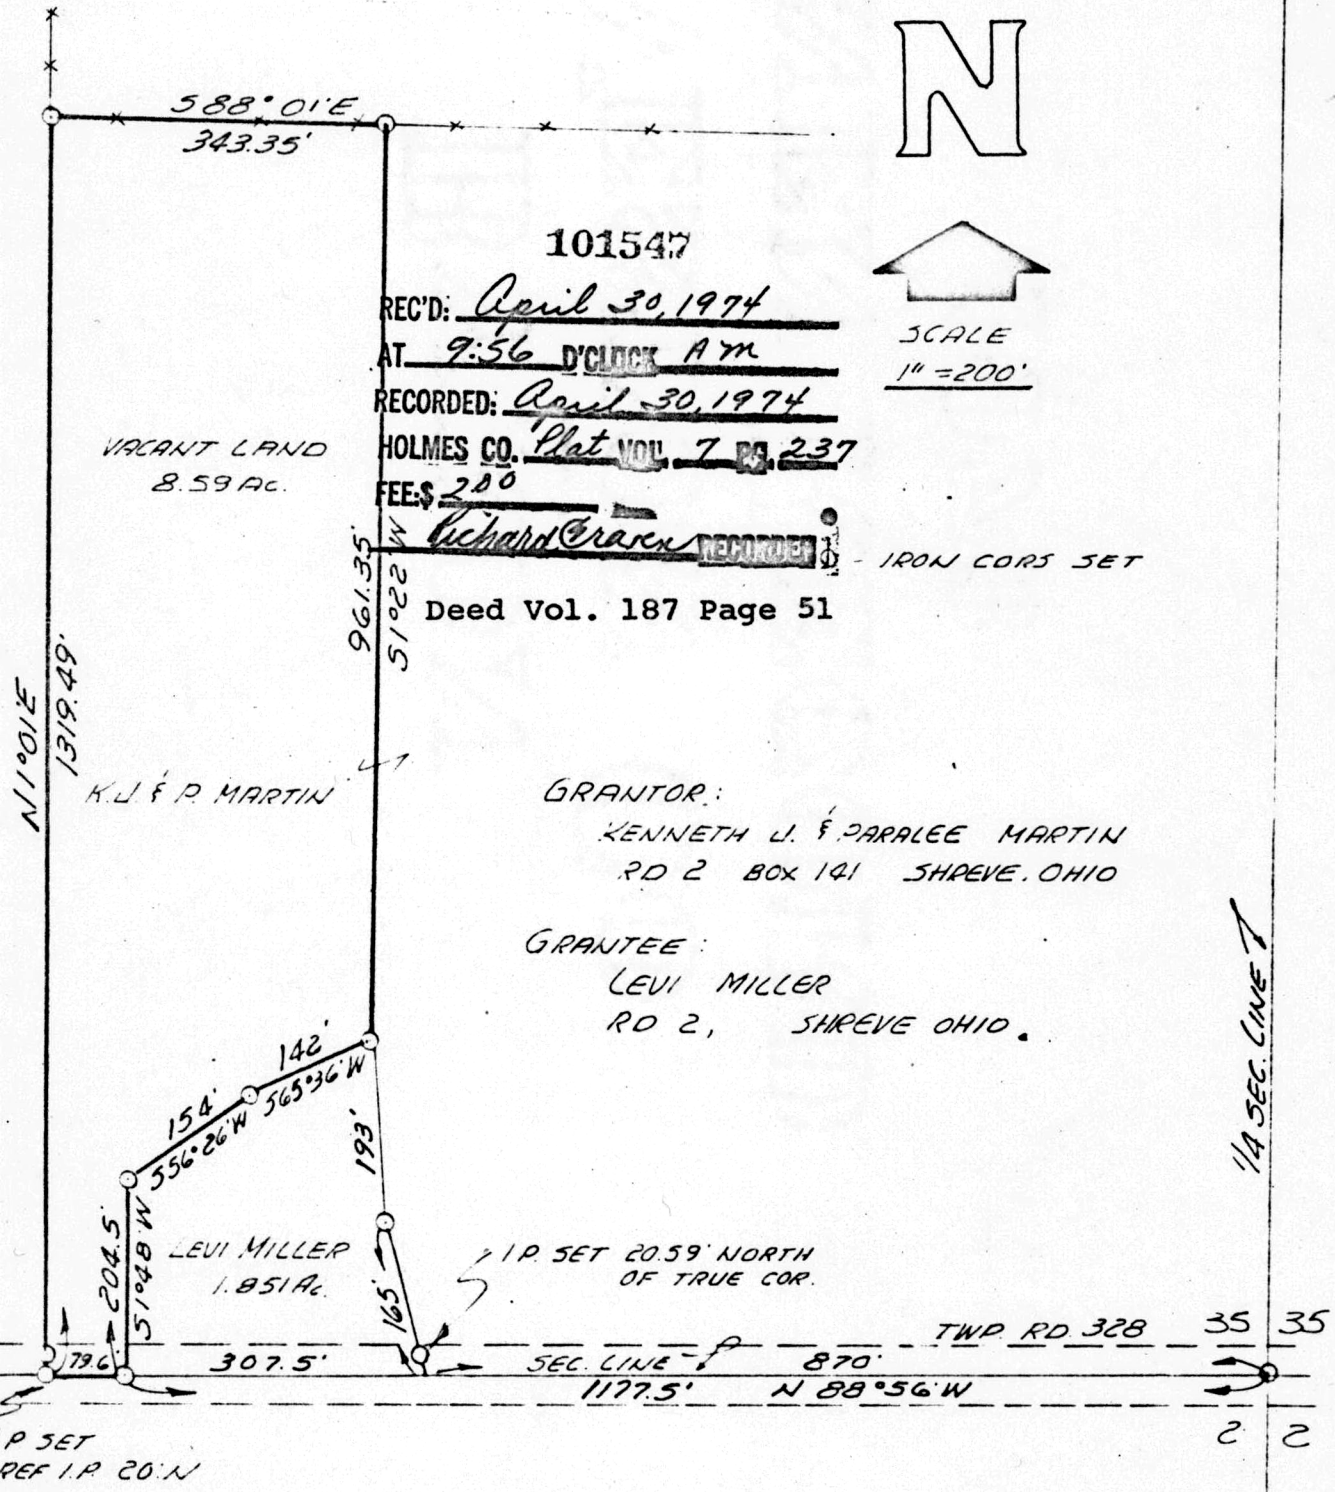 N
S88°01'E
343.35'
101547
REC'D: April 30, 1974
AT 9:56 O'CLOCK AM
RECORDED: April 30, 1974
HOLMES CO. Plat VOL. 7 PG. 237
FEE:$ 2.00
Richard Craven RECORDER
Deed Vol. 187 Page 51
SCALE
1" = 200'
VACANT LAND
8.59 Ac.
IRON CORS SET
961.35'
S1°22'W
N1°01'E
1319.49'
K.J. & P. MARTIN
GRANTOR:
KENNETH J. & PARALEE MARTIN
RD 2 BOX 141 SHREVE. OHIO
GRANTEE:
LEVI MILLER
RD 2, SHREVE OHIO.
1/4 SEC. LINE
142'
S65°36'W
154'
S56°26'W
193'
204.5'
S1°48'W
LEVI MILLER
1.851 Ac.
165'
I.P. SET 20.59' NORTH
OF TRUE COR.
TWP. RD. 328
35 35
79.6
307.5'
SEC. LINE
870'
1177.5'
N 88°56'W
2 2
P SET
REF I.P. 20'N